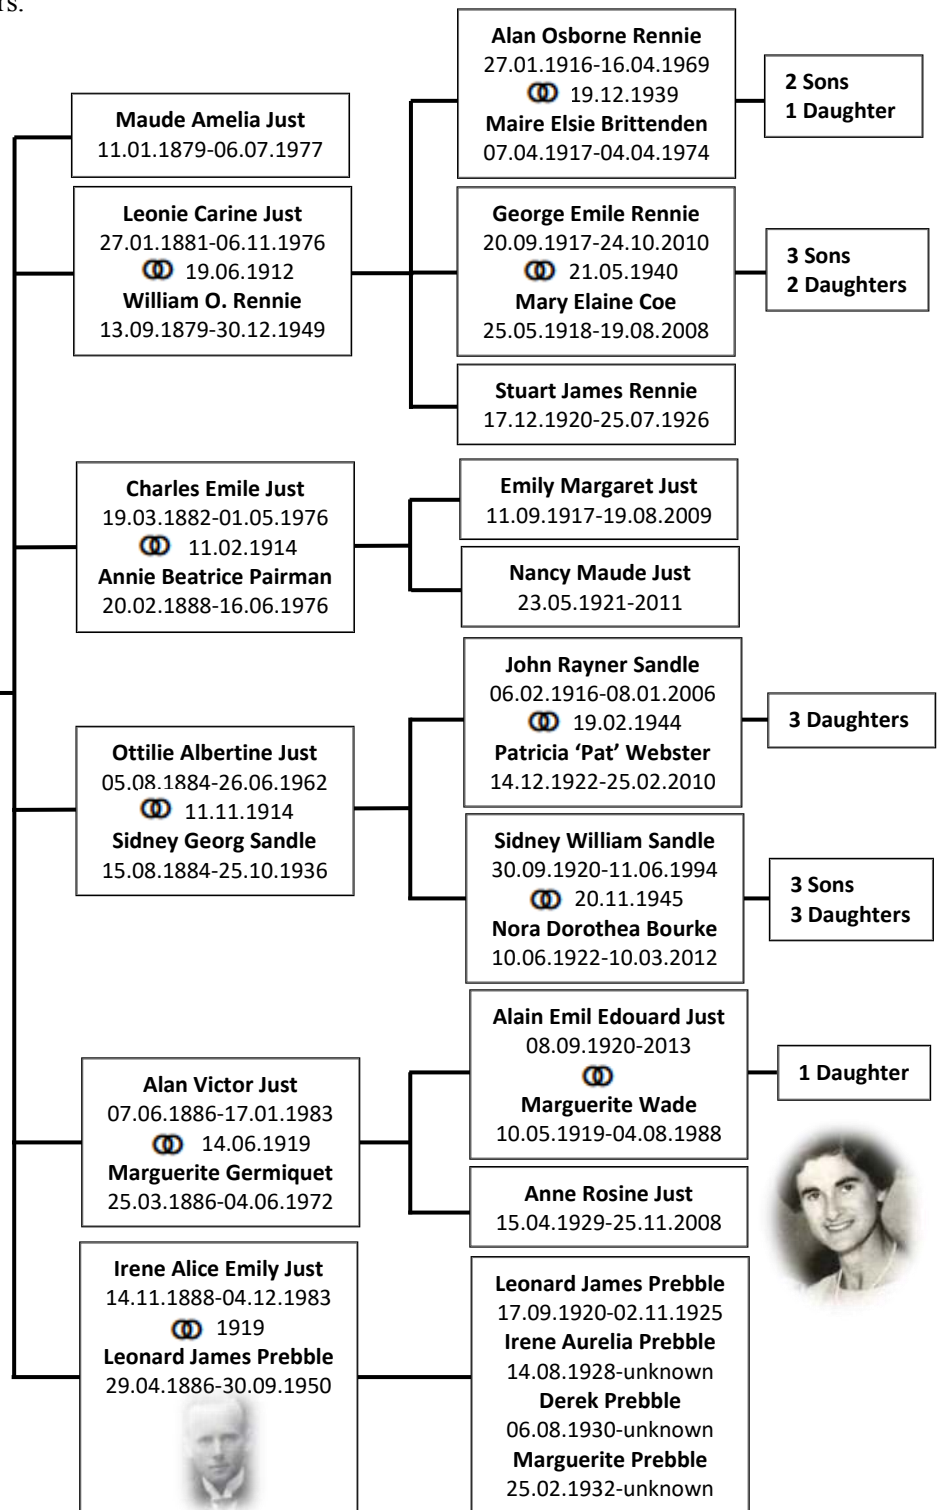 rs.
Maude Amelia Just
11.01.1879-06.07.1977
Leonie Carine Just
27.01.1881-06.11.1976
19.06.1912
William O. Rennie
13.09.1879-30.12.1949
Alan Osborne Rennie
27.01.1916-16.04.1969
19.12.1939
Maire Elsie Brittenden
07.04.1917-04.04.1974
2 Sons
1 Daughter
George Emile Rennie
20.09.1917-24.10.2010
21.05.1940
Mary Elaine Coe
25.05.1918-19.08.2008
3 Sons
2 Daughters
Stuart James Rennie
17.12.1920-25.07.1926
Charles Emile Just
19.03.1882-01.05.1976
11.02.1914
Annie Beatrice Pairman
20.02.1888-16.06.1976
Emily Margaret Just
11.09.1917-19.08.2009
Nancy Maude Just
23.05.1921-2011
Ottilie Albertine Just
05.08.1884-26.06.1962
11.11.1914
Sidney Georg Sandle
15.08.1884-25.10.1936
John Rayner Sandle
06.02.1916-08.01.2006
19.02.1944
Patricia ‘Pat’ Webster
14.12.1922-25.02.2010
3 Daughters
Sidney William Sandle
30.09.1920-11.06.1994
20.11.1945
Nora Dorothea Bourke
10.06.1922-10.03.2012
3 Sons
3 Daughters
Alan Victor Just
07.06.1886-17.01.1983
14.06.1919
Marguerite Germiquet
25.03.1886-04.06.1972
Alain Emil Edouard Just
08.09.1920-2013
Marguerite Wade
10.05.1919-04.08.1988
1 Daughter
Anne Rosine Just
15.04.1929-25.11.2008
Irene Alice Emily Just
14.11.1888-04.12.1983
1919
Leonard James Prebble
29.04.1886-30.09.1950
Leonard James Prebble
17.09.1920-02.11.1925
Irene Aurelia Prebble
14.08.1928-unknown
Derek Prebble
06.08.1930-unknown
Marguerite Prebble
25.02.1932-unknown